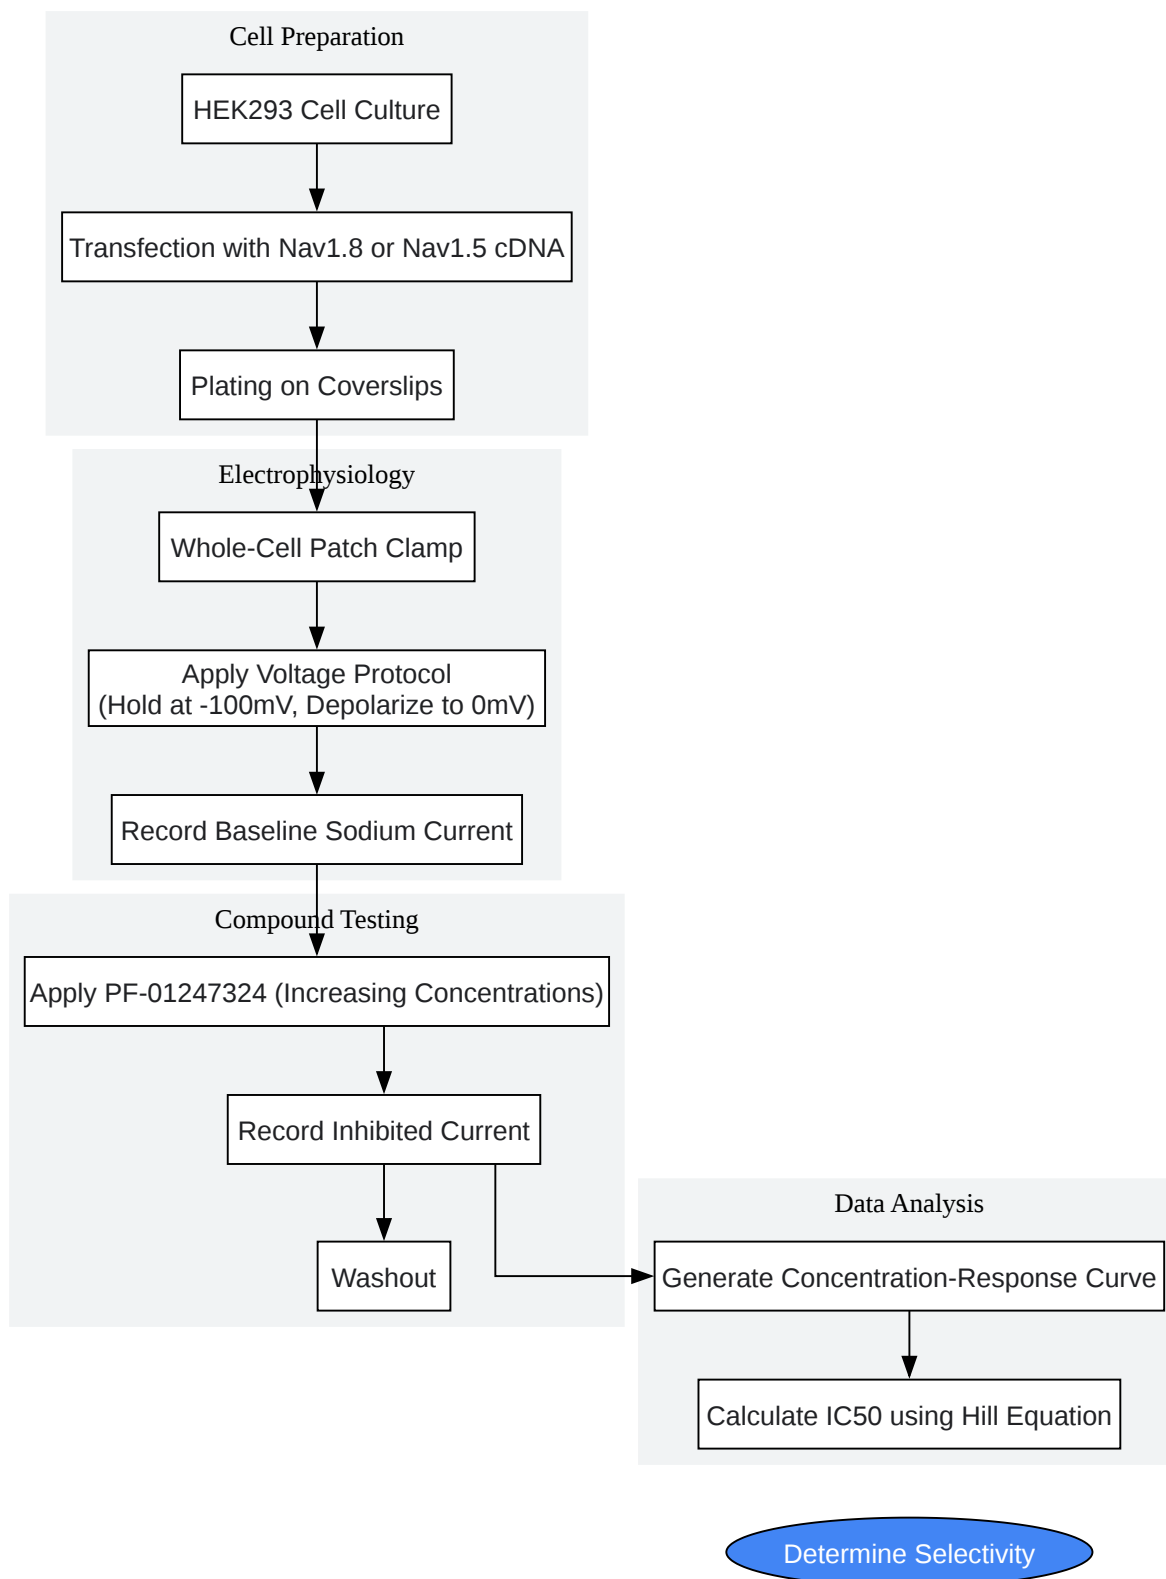 Cell Preparation
HEK293 Cell Culture
Transfection with Nav1.8 or Nav1.5 cDNA
Plating on Coverslips
Electrophysiology
Whole-Cell Patch Clamp
Apply Voltage Protocol
(Hold at -100mV, Depolarize to 0mV)
Record Baseline Sodium Current
Compound Testing
Apply PF-01247324 (Increasing Concentrations)
Record Inhibited Current
Washout
Data Analysis
Generate Concentration-Response Curve
Calculate IC50 using Hill Equation
Determine Selectivity